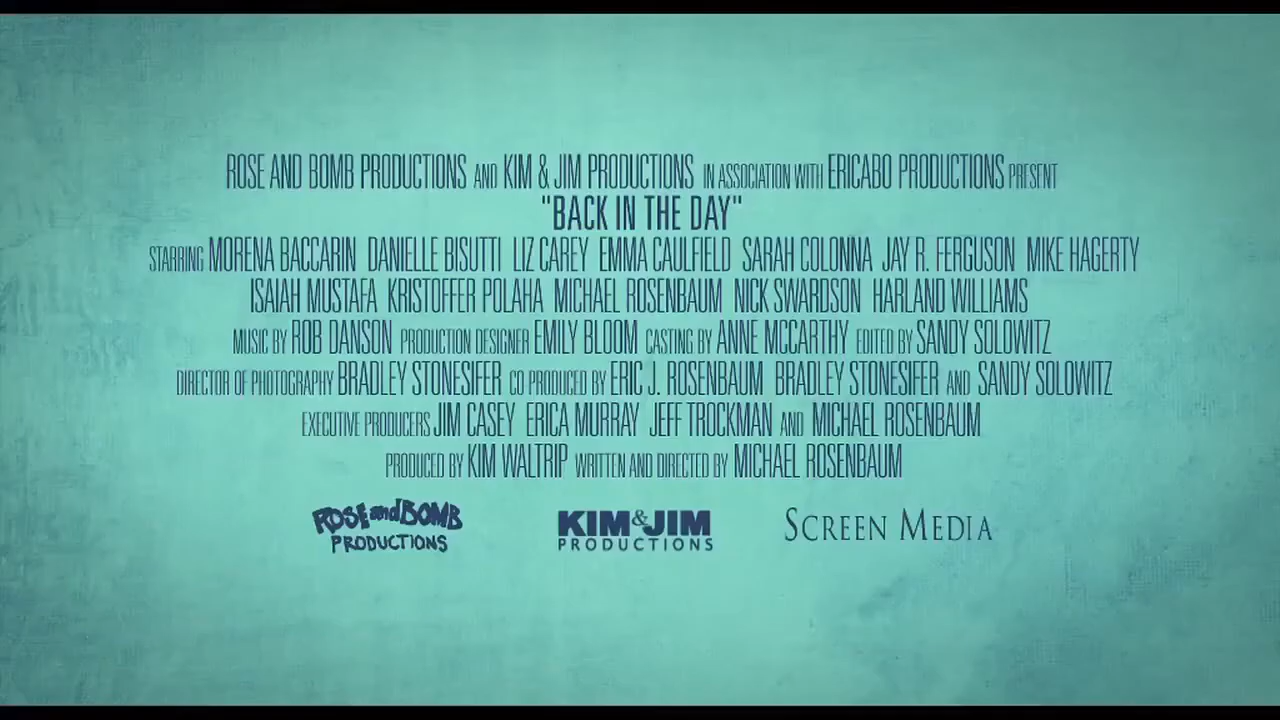 ROSE AND BOMB PRODUCTIONS AND KIM & JIM PRODUCTIONS IN ASSOCIATION WITH ERICABO PRODUCTIONS PRESENT
"BACK IN THE DAY"
STARRING MORENA BACCARIN DANIELLE BISUTTI LIZ CAREY EMMA CAULFIELD SARAH COLONNA JAY R. FERGUSON MIKE HAGERTY
ISAIAH MUSTAFA KRISTOFFER POLAHA MICHAEL ROSENBAUM NICK SWARDSON HARLAND WILLIAMS
MUSIC BY ROB DANSON PRODUCTION DESIGNER EMILY BLOOM CASTING BY ANNE MCCARTHY EDITED BY SANDY SOLOWITZ
DIRECTOR OF PHOTOGRAPHY BRADLEY STONESIFER CO PRODUCED BY ERIC J. ROSENBAUM BRADLEY STONESIFER AND SANDY SOLOWITZ
EXECUTIVE PRODUCERS JIM CASEY ERICA MURRAY JEFF TROCKMAN AND MICHAEL ROSENBAUM
PRODUCED BY KIM WALTRIP WRITTEN AND DIRECTED BY MICHAEL ROSENBAUM
ROSE and BOMB
PRODUCTIONS
KIM & JIM
PRODUCTIONS
SCREEN MEDIA